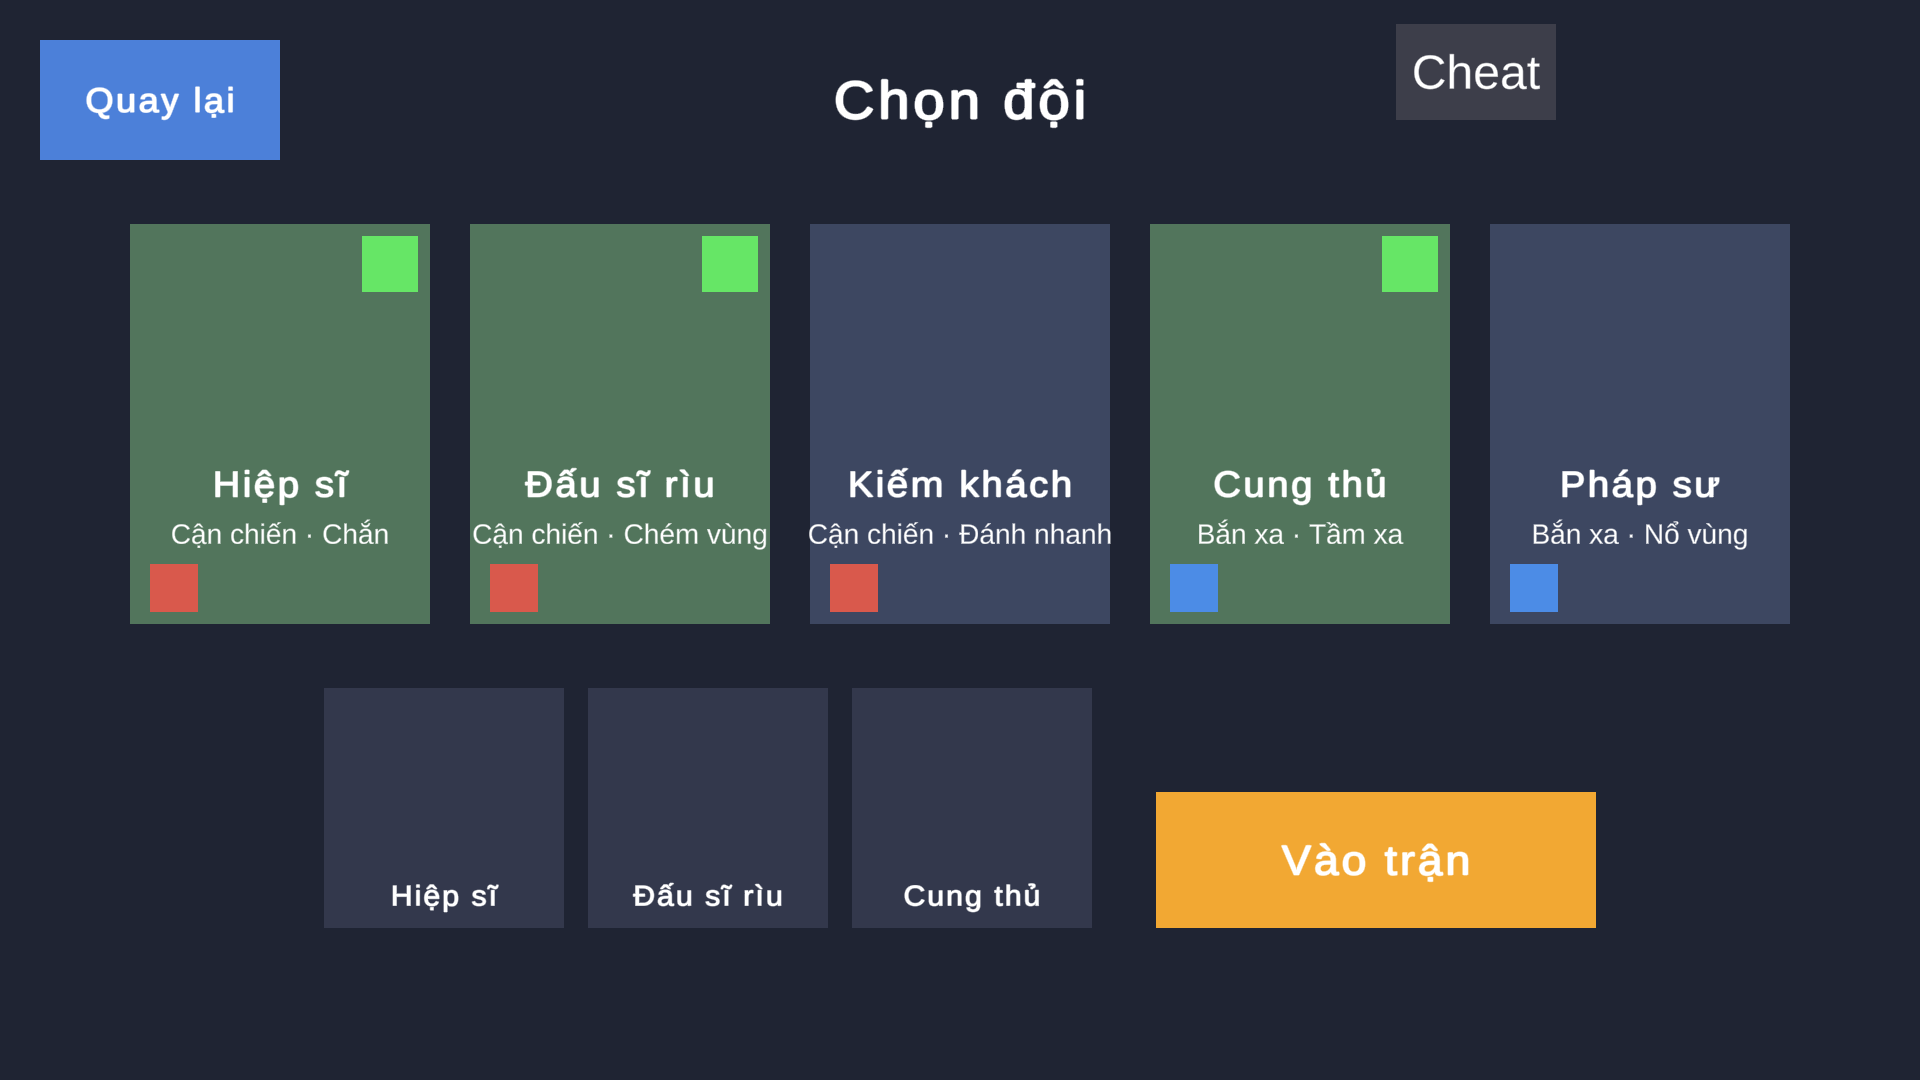 Quay lại
Chọn đội
Cheat
Hiệp sĩ
Cận chiến · Chắn
Đấu sĩ rìu
Cận chiến · Chém vùng
Kiếm khách
Cận chiến · Đánh nhanh
Cung thủ
Bắn xa · Tầm xa
Pháp sư
Bắn xa · Nổ vùng
Hiệp sĩ
Đấu sĩ rìu
Cung thủ
Vào trận